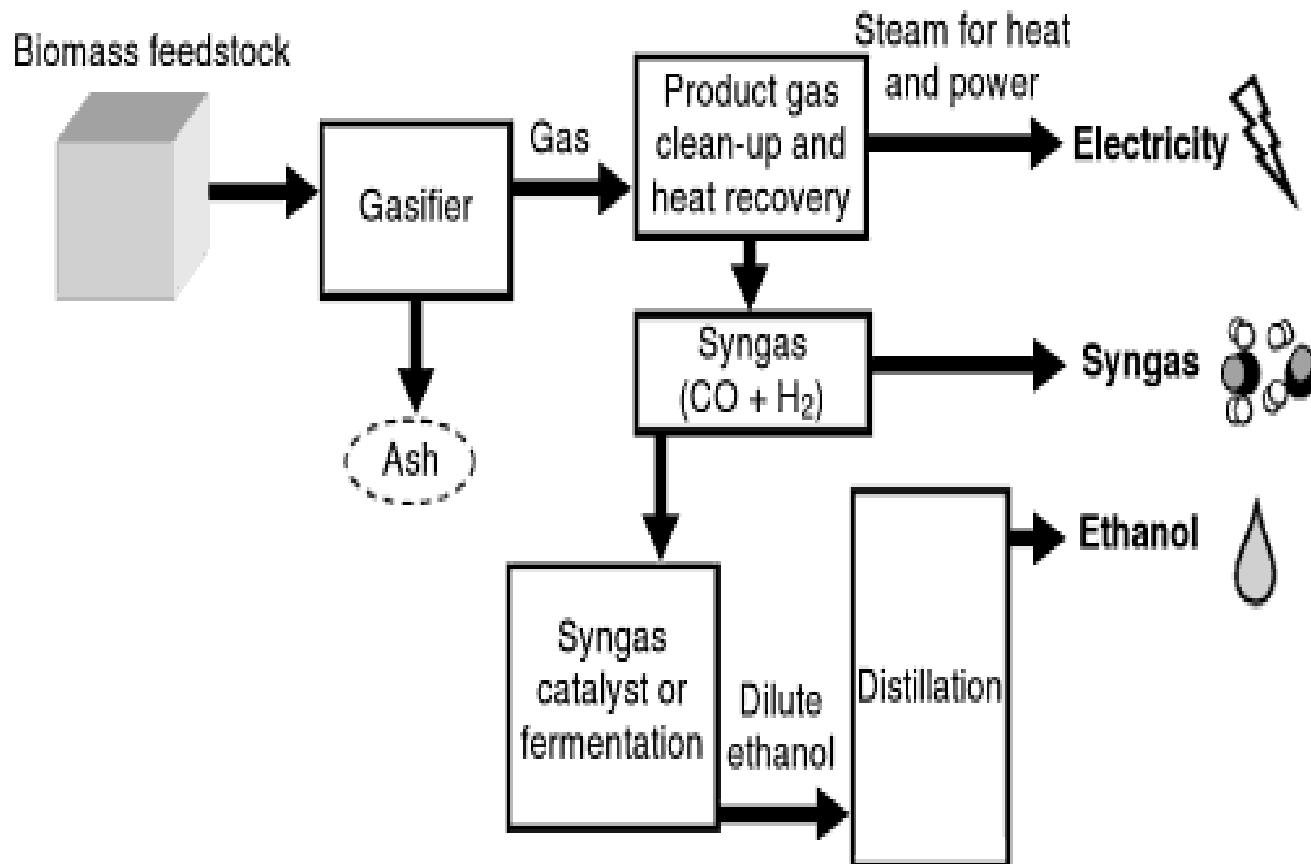 Biomass feedstock
Gasifier
Gas
Ash
Product gas
clean-up and
heat recovery
Steam for heat
and power
Electricity
Syngas
(CO + H₂)
Syngas
Syngas
catalyst or
fermentation
Dilute
ethanol
Distillation
Ethanol